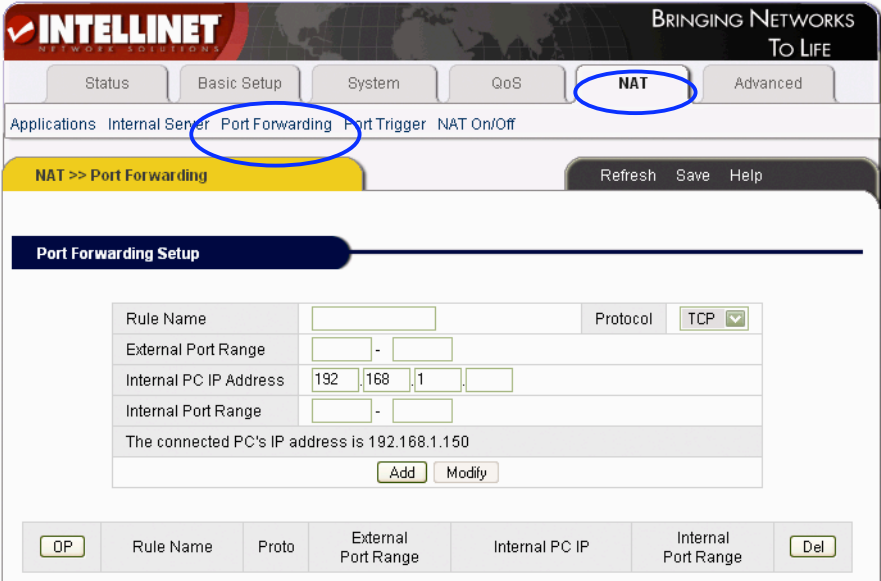 INTELLINET
NETWORK SOLUTIONS
BRINGING NETWORKS
TO LIFE
Status Basic Setup System QoS NAT Advanced
Applications Internal Server Port Forwarding Port Trigger NAT On/Off
NAT >> Port Forwarding Refresh Save Help
Port Forwarding Setup
Rule Name Protocol TCP
External Port Range -
Internal PC IP Address 192 .168 .1 .
Internal Port Range -
The connected PC's IP address is 192.168.1.150
Add Modify
OP Rule Name Proto External Port Range Internal PC IP Internal Port Range Del